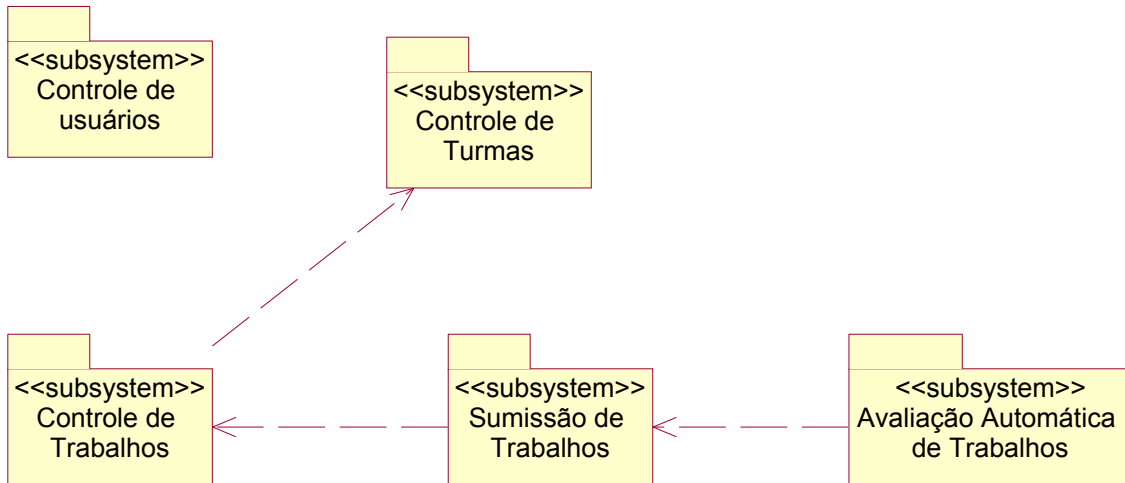 <<subsystem>>
Controle de
usuários
<<subsystem>>
Controle de
Turmas
<<subsystem>>
Controle de
Trabalhos
<<subsystem>>
Sumissão de
Trabalhos
<<subsystem>>
Avaliação Automática
de Trabalhos